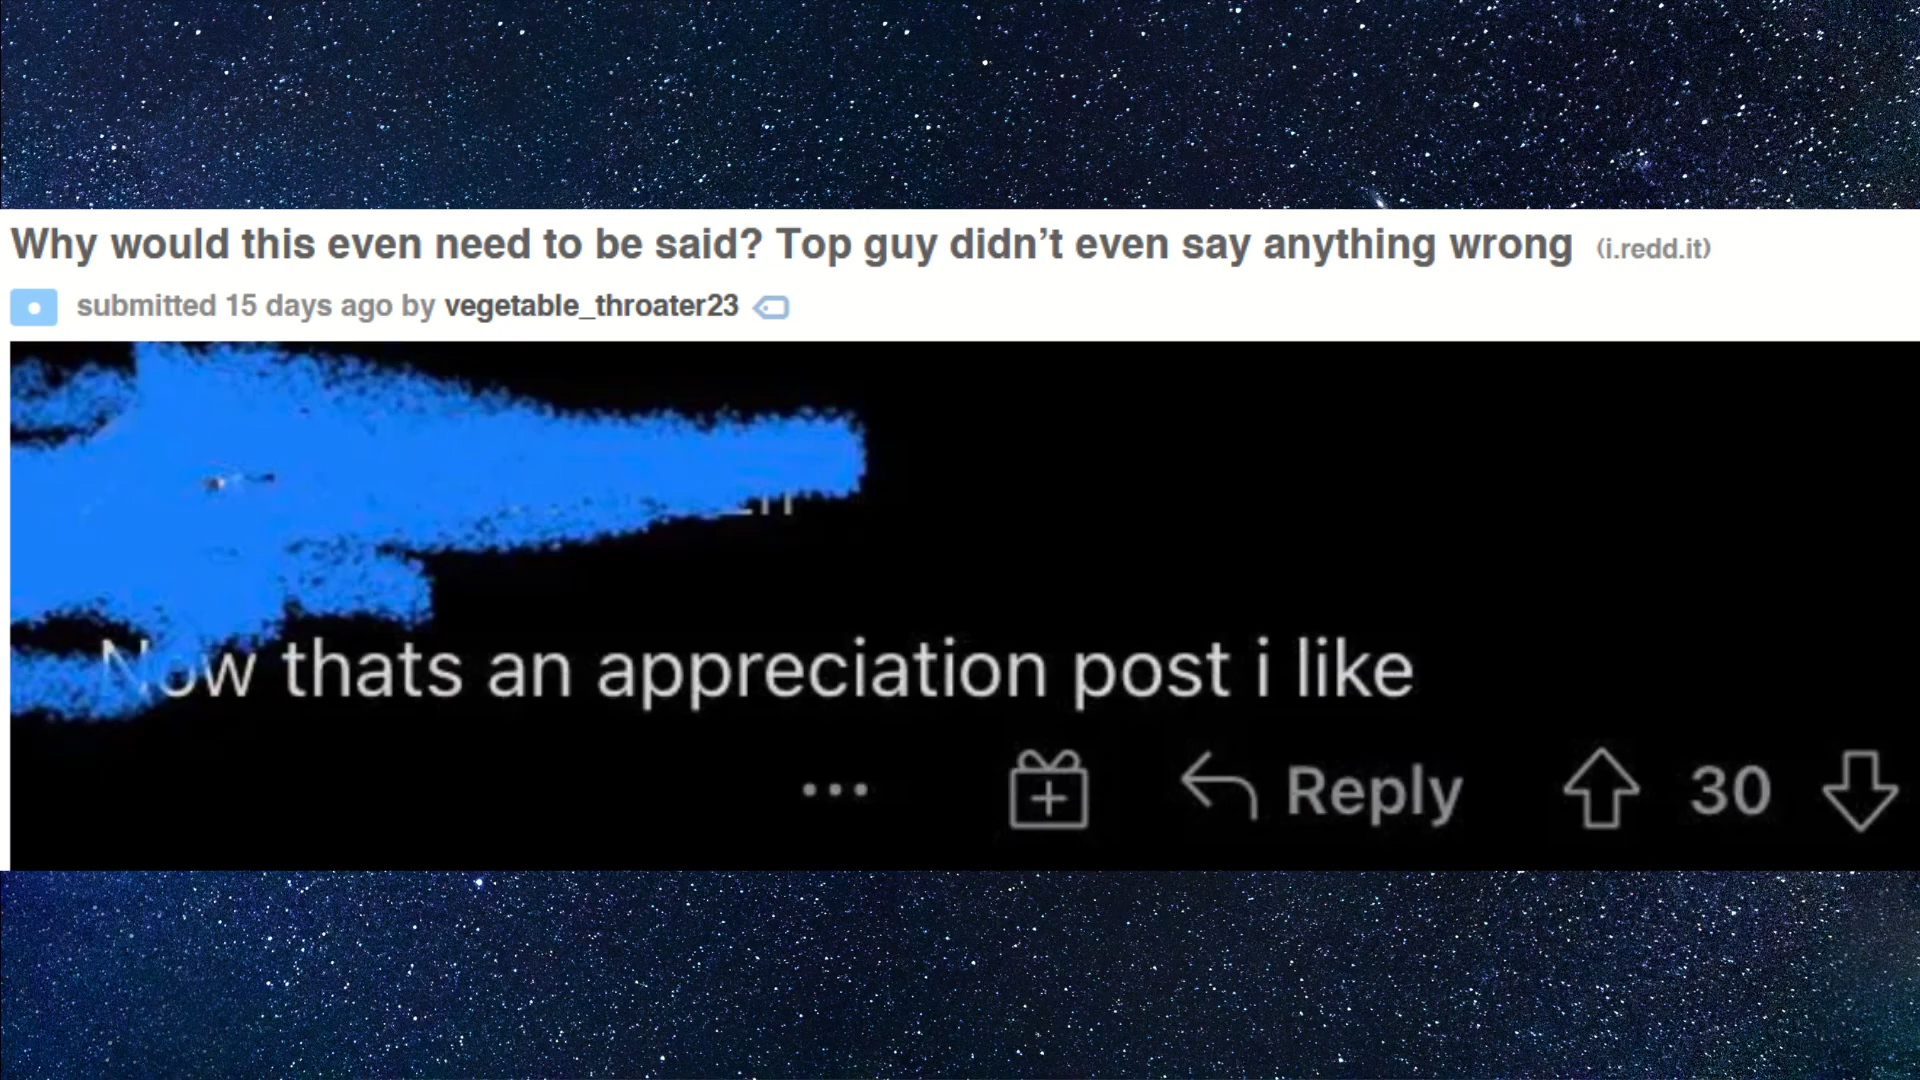 Why would this even need to be said? Top guy didn’t even say anything wrong (i.redd.it)
submitted 15 days ago by vegetable_throater23
Now thats an appreciation post i like
Reply 30